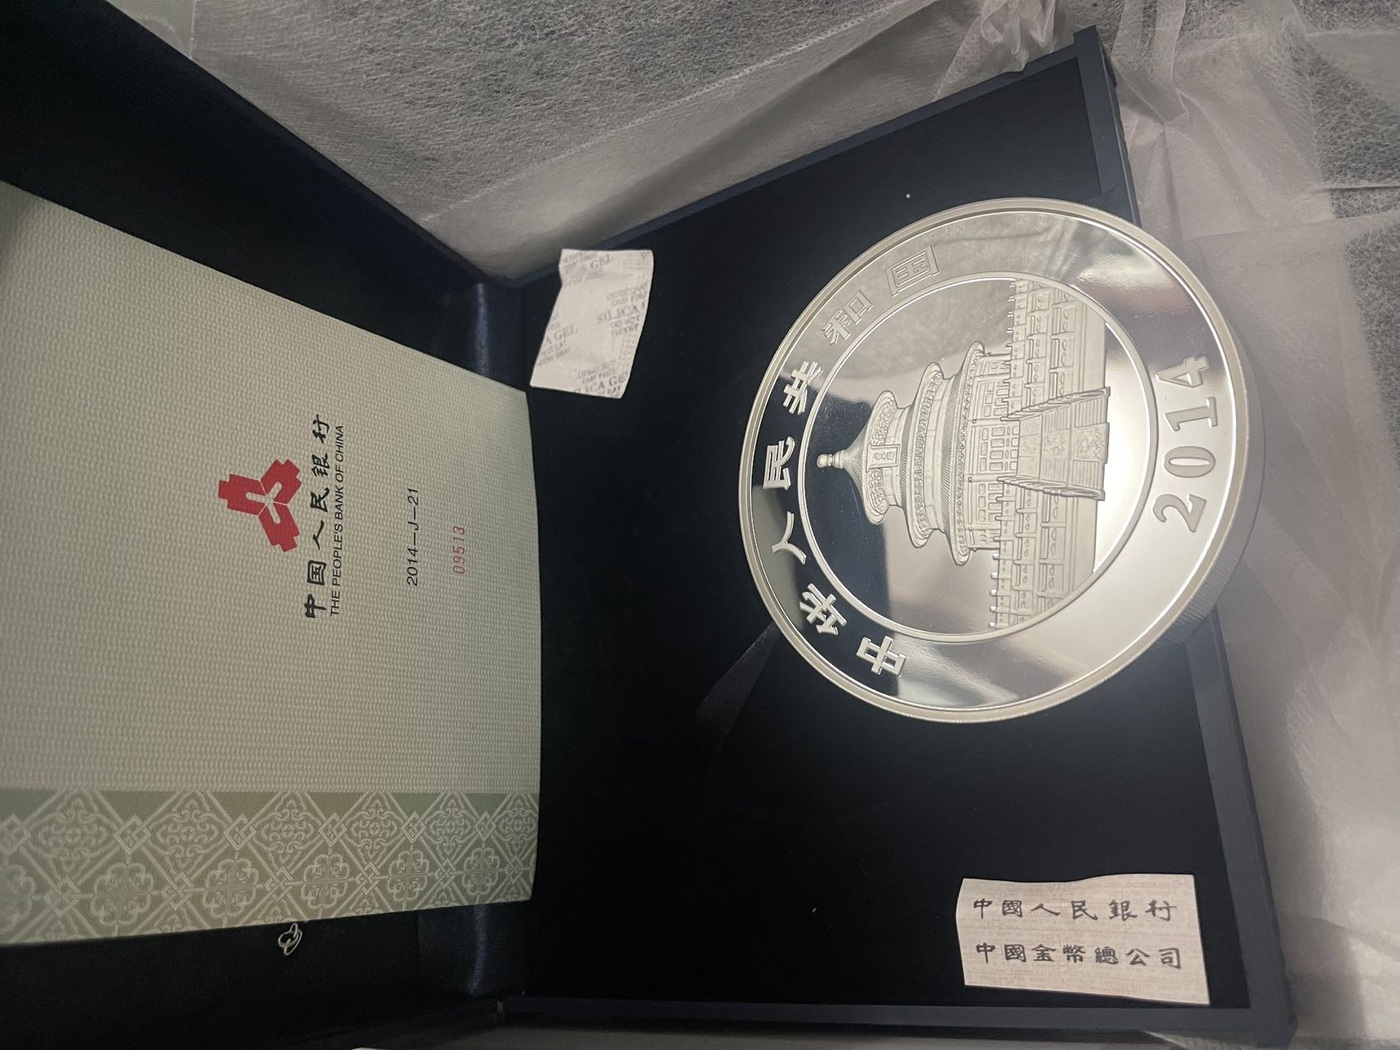 中国人民银行
THE PEOPLE'S BANK OF CHINA
2014—J—21
09513
SILICA GEL
中华人民共和国
2014
中國人民銀行
中國金幣總公司